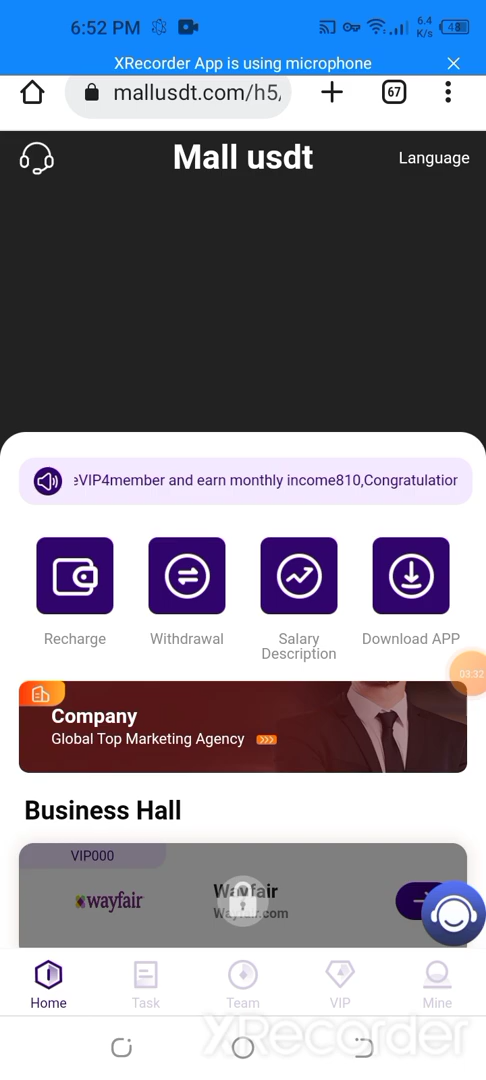 6:52 PM
6.4
K/s
48
XRecorder App is using microphone
mallusdt.com/h5/
67
Mall usdt
Language
eVIP4member and earn monthly income810,Congratulation
Recharge
Withdrawal
Salary
Description
Download APP
03:32
Company
Global Top Marketing Agency
Business Hall
VIP000
wayfair
Wayfair
Wayfair.com
Home
Task
Team
VIP
Mine
XRecorder